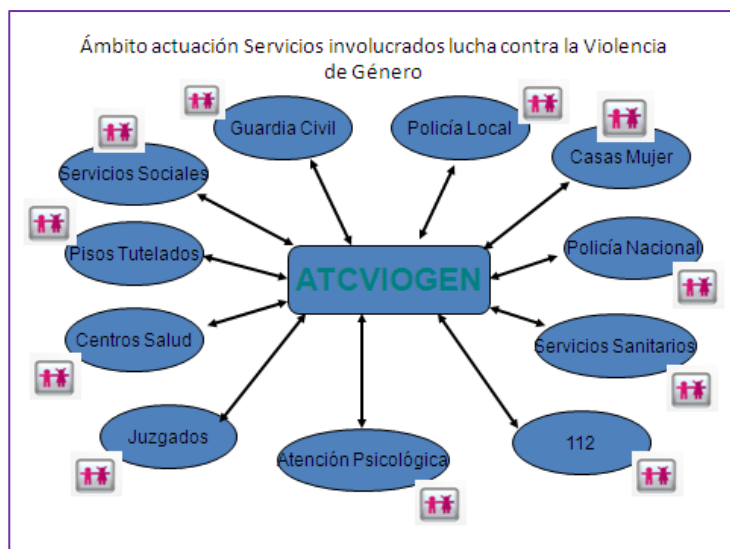 Ámbito actuación Servicios involucrados lucha contra la Violencia
de Género
Guardia Civil
Policía Local
Casas Mujer
Servicios Sociales
Pisos Tutelados
ATCVIOGEN
Policía Nacional
Centros Salud
Servicios Sanitarios
Juzgados
Atención Psicológica
112